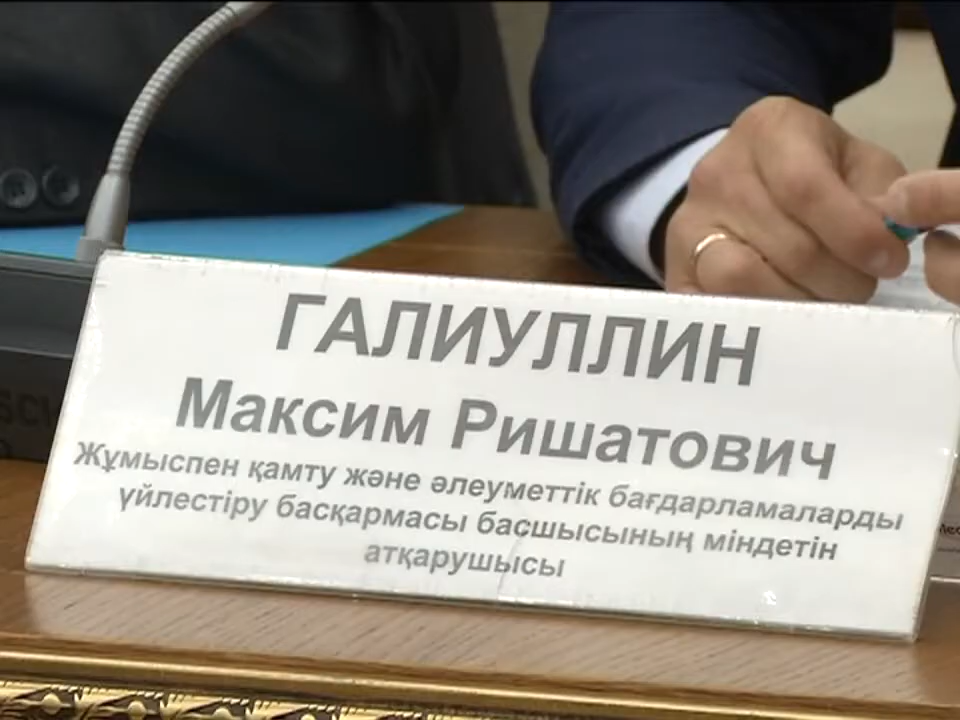 ГАЛИУЛЛИН
Максим Ришатович
Жұмыспен қамту және әлеуметтік бағдарламаларды
үйлестіру басқармасы басшысының міндетін
атқарушысы